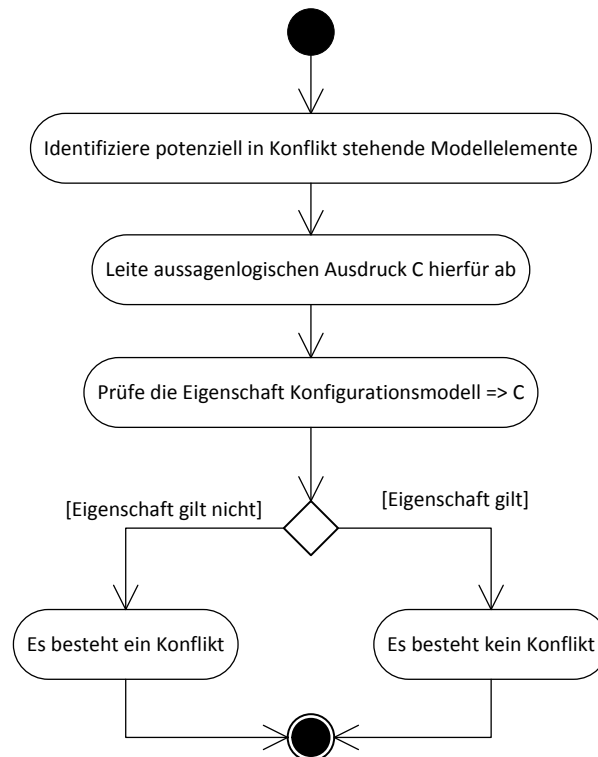 Identifiziere potenziell in Konflikt stehende Modellelemente
Leite aussagenlogischen Ausdruck C hierfür ab
Prüfe die Eigenschaft Konfigurationsmodell => C
[Eigenschaft gilt nicht]
[Eigenschaft gilt]
Es besteht ein Konflikt
Es besteht kein Konflikt